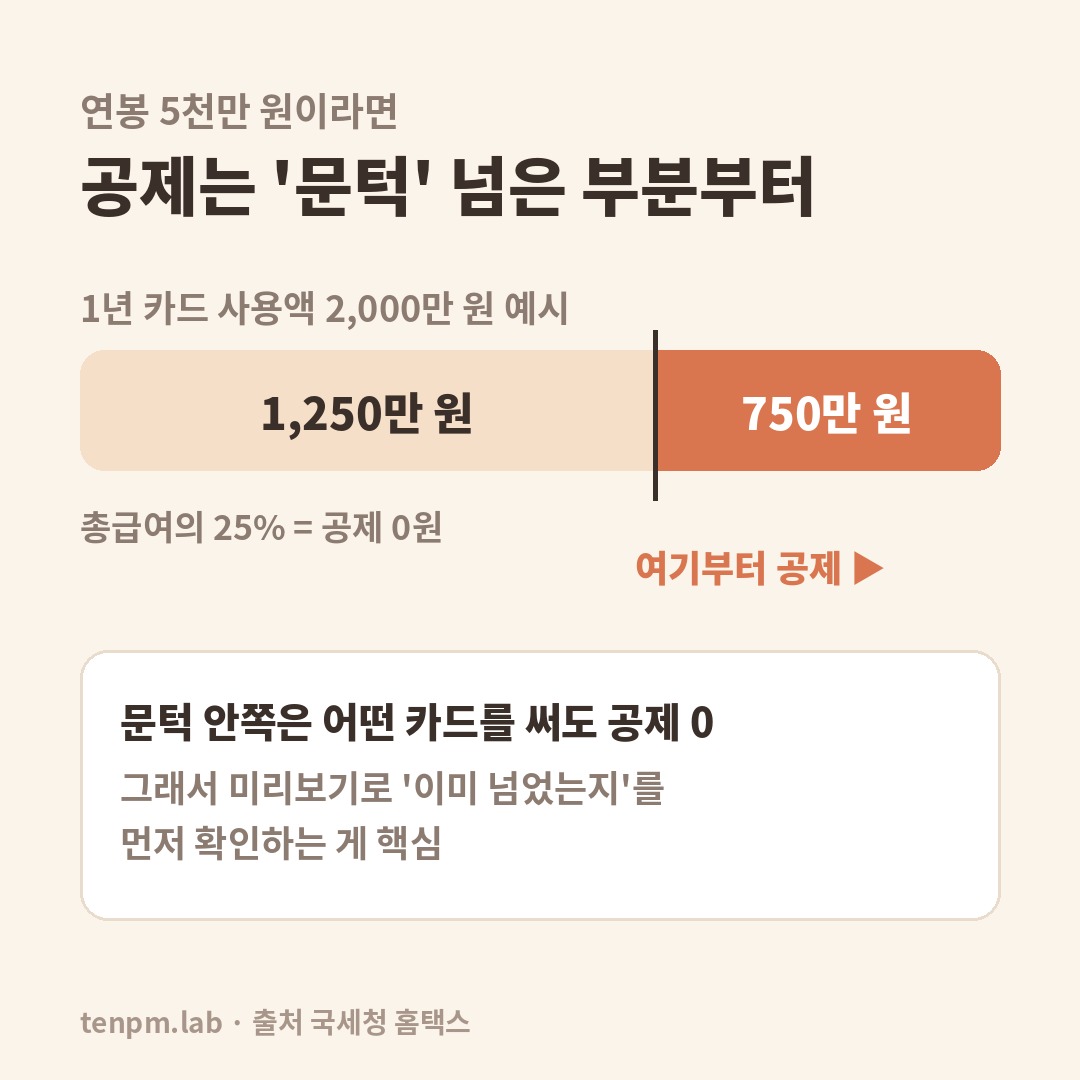 연봉 5천만 원이라면
공제는 '문턱' 넘은 부분부터
1년 카드 사용액 2,000만 원 예시
1,250만 원
750만 원
총급여의 25% = 공제 0원
여기부터 공제 ▶
문턱 안쪽은 어떤 카드를 써도 공제 0
그래서 미리보기로 '이미 넘었는지'를
먼저 확인하는 게 핵심
tenpm.lab · 출처 국세청 홈택스